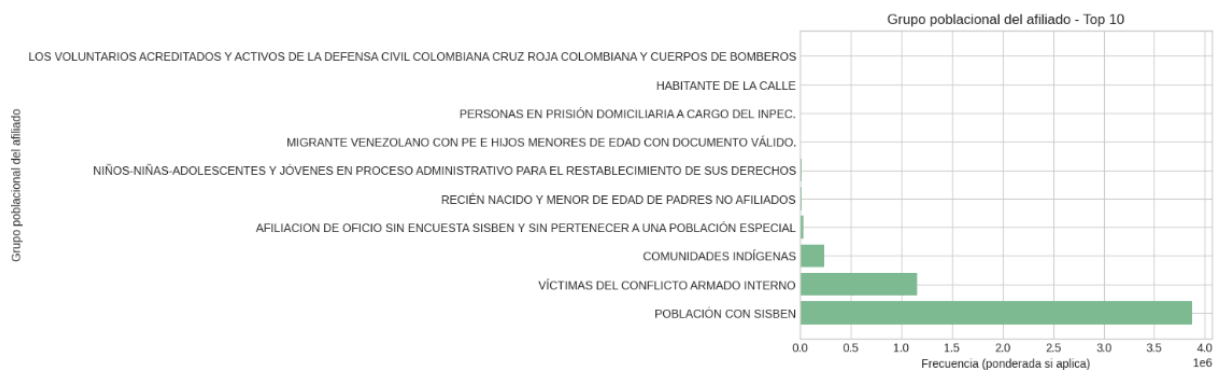 Grupo poblacional del afiliado - Top 10
Grupo poblacional del afiliado
LOS VOLUNTARIOS ACREDITADOS Y ACTIVOS DE LA DEFENSA CIVIL COLOMBIANA CRUZ ROJA COLOMBIANA Y CUERPOS DE BOMBEROS
HABITANTE DE LA CALLE
PERSONAS EN PRISIÓN DOMICILIARIA A CARGO DEL INPEC.
MIGRANTE VENEZOLANO CON PE E HIJOS MENORES DE EDAD CON DOCUMENTO VÁLIDO.
NIÑOS-NIÑAS-ADOLESCENTES Y JÓVENES EN PROCESO ADMINISTRATIVO PARA EL RESTABLECIMIENTO DE SUS DERECHOS
RECIÉN NACIDO Y MENOR DE EDAD DE PADRES NO AFILIADOS
AFILIACION DE OFICIO SIN ENCUESTA SISBEN Y SIN PERTENECER A UNA POBLACIÓN ESPECIAL
COMUNIDADES INDÍGENAS
VÍCTIMAS DEL CONFLICTO ARMADO INTERNO
POBLACIÓN CON SISBEN
0.0 0.5 1.0 1.5 2.0 2.5 3.0 3.5 4.0
1e6
Frecuencia (ponderada si aplica)